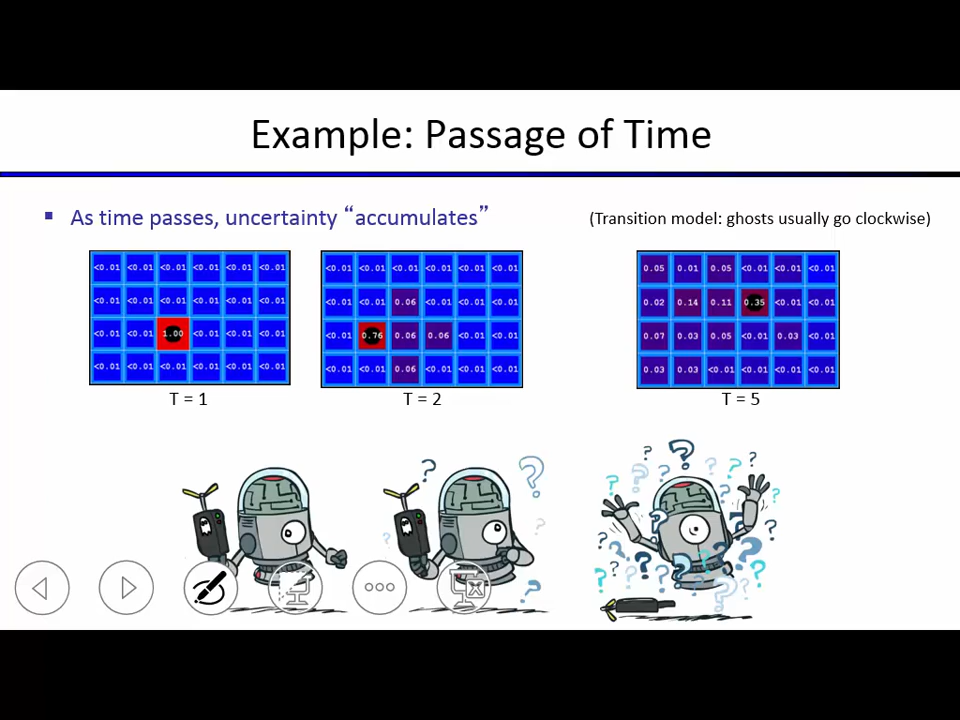 Example: Passage of Time
▪ As time passes, uncertainty “accumulates”
(Transition model: ghosts usually go clockwise)
<0.01 <0.01 <0.01 <0.01 <0.01 <0.01
<0.01 <0.01 <0.01 <0.01 <0.01 <0.01
<0.01 <0.01 1.00 <0.01 <0.01 <0.01
<0.01 <0.01 <0.01 <0.01 <0.01 <0.01
T = 1
<0.01 <0.01 <0.01 <0.01 <0.01 <0.01
<0.01 <0.01 0.06 <0.01 <0.01 <0.01
<0.01 0.76 0.06 0.06 <0.01 <0.01
<0.01 <0.01 0.06 <0.01 <0.01 <0.01
T = 2
0.05 0.01 0.05 <0.01 <0.01 <0.01
0.02 0.14 0.11 0.35 <0.01 <0.01
0.07 0.03 0.05 <0.01 0.03 <0.01
0.03 0.03 <0.01 <0.01 <0.01 <0.01
T = 5